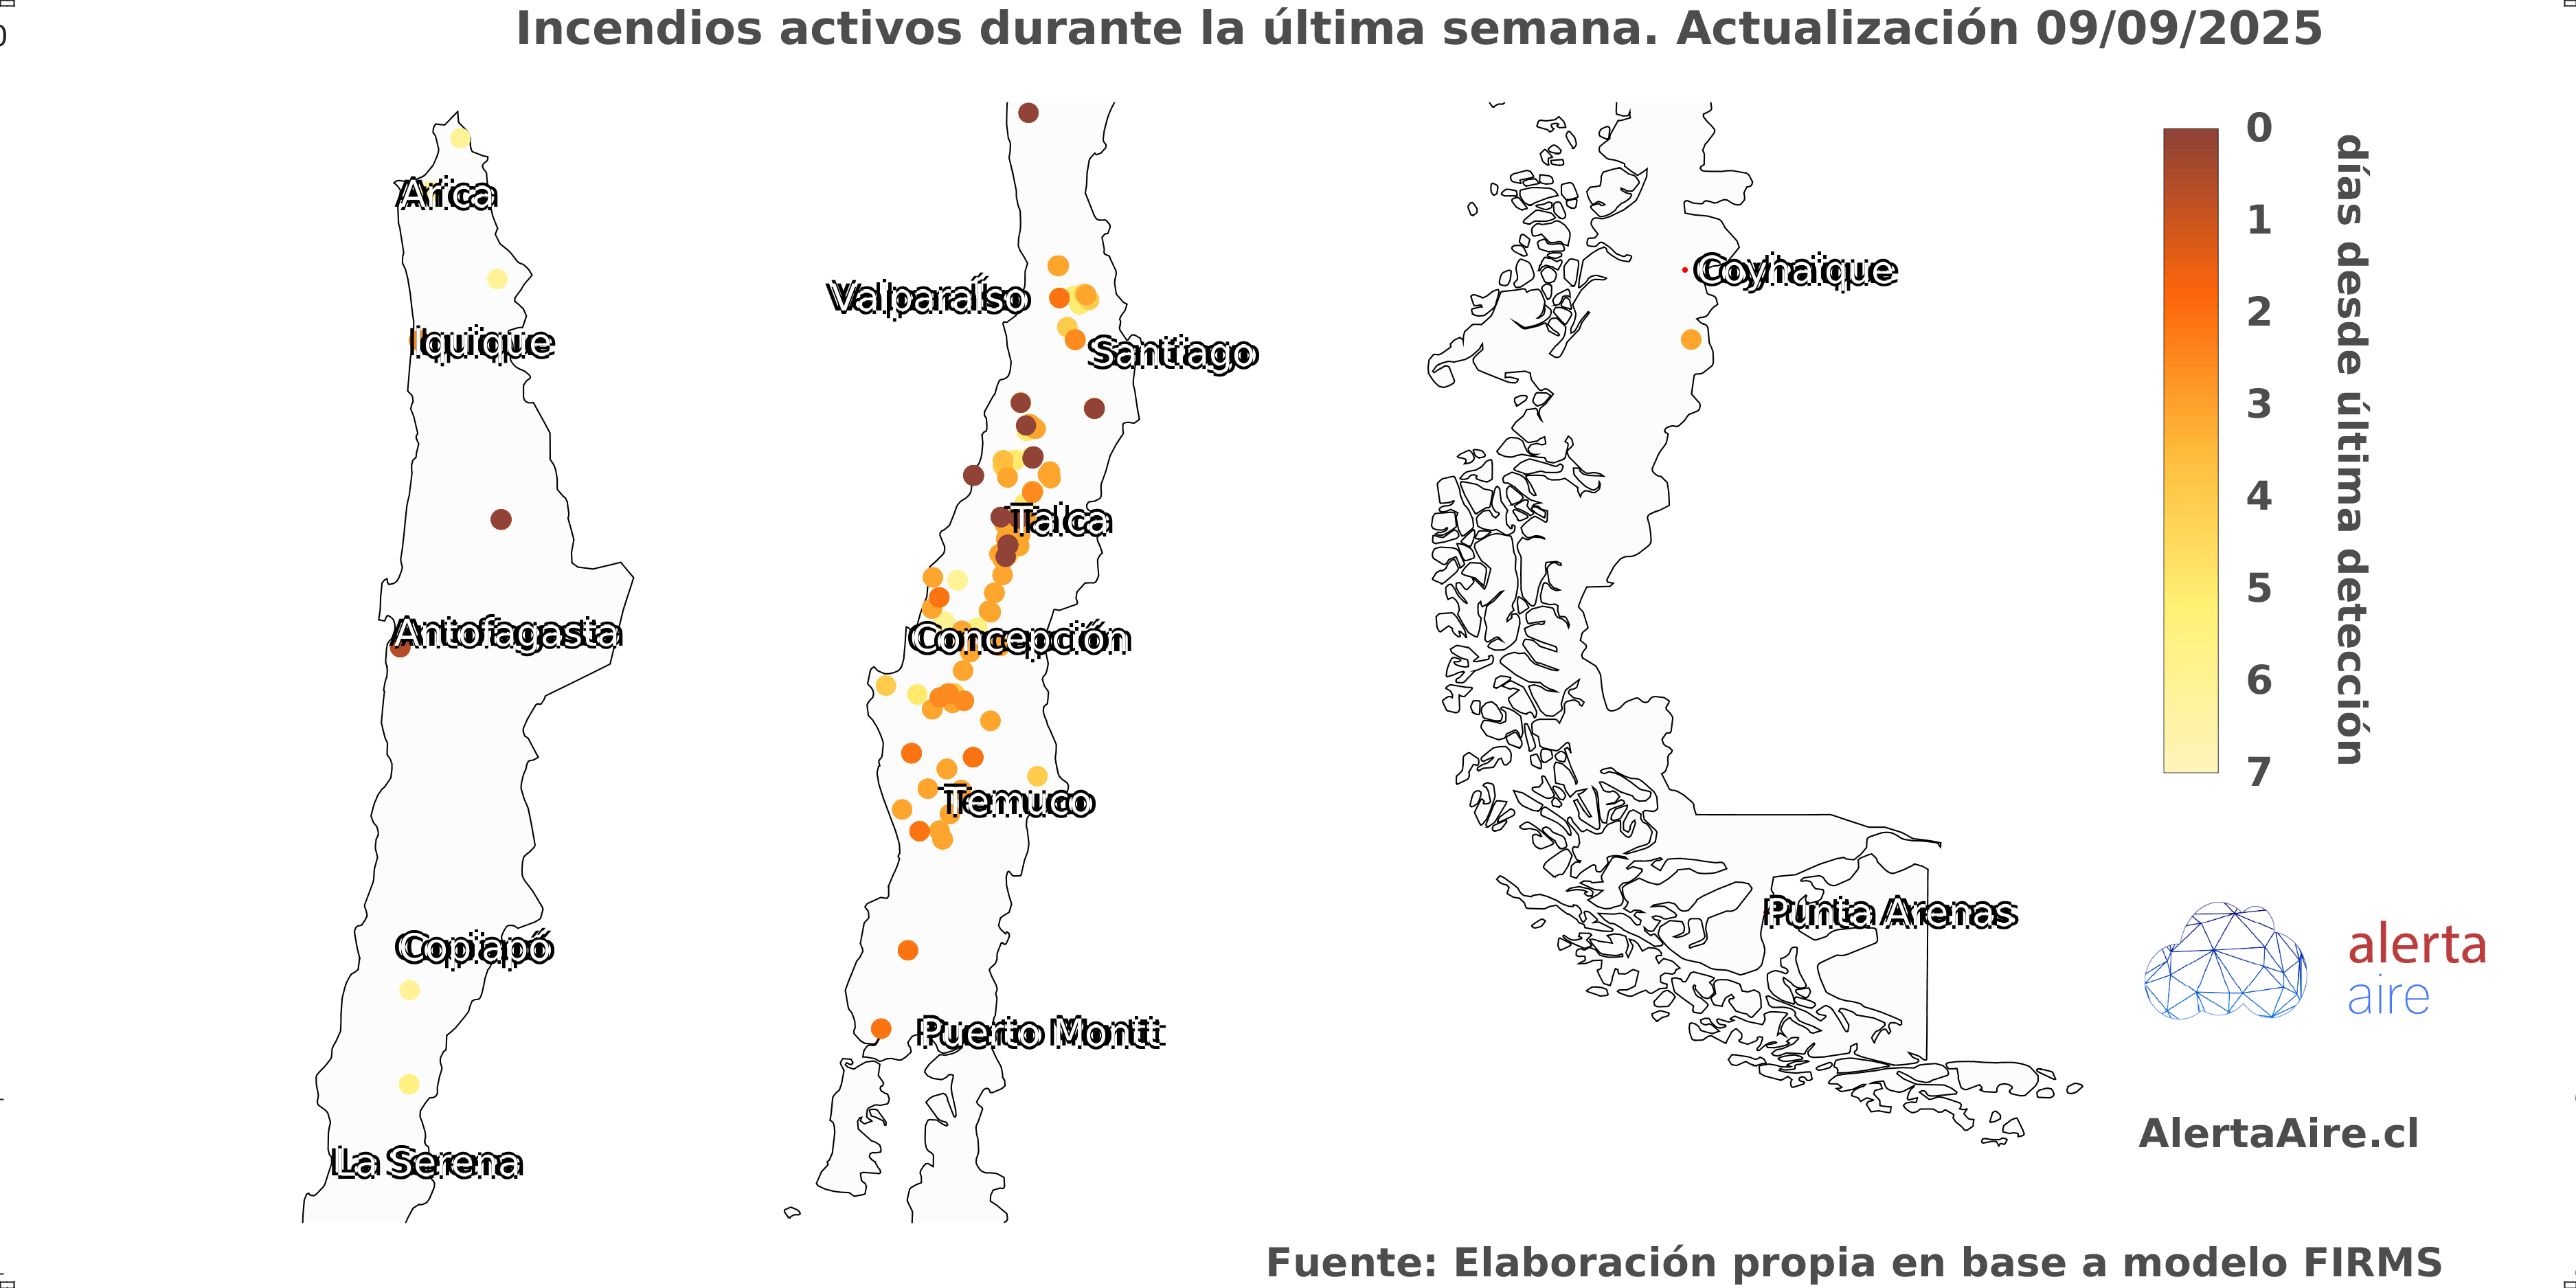 Incendios activos durante la última semana. Actualización 09/09/2025
Arica
Iquique
Antofagasta
Copiapó
La Serena
Valparaíso
Santiago
Talca
Concepción
Temuco
Puerto Montt
Coyhaique
Punta Arenas
0
1
2
3
4
5
6
7
días desde última detección
alerta
aire
AlertaAire.cl
Fuente: Elaboración propia en base a modelo FIRMS